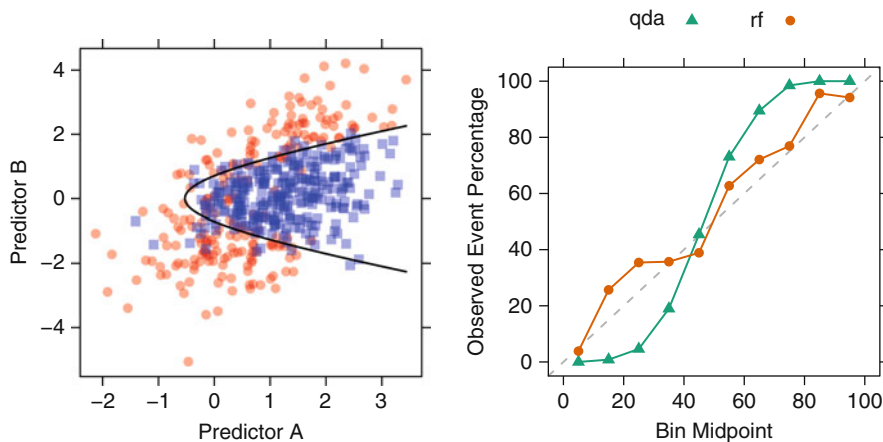 4
2
0
−2
−4
Predictor B
−2 −1 0 1 2 3
Predictor A
qda rf
100
80
60
40
20
0
Observed Event Percentage
0 20 40 60 80 100
Bin Midpoint